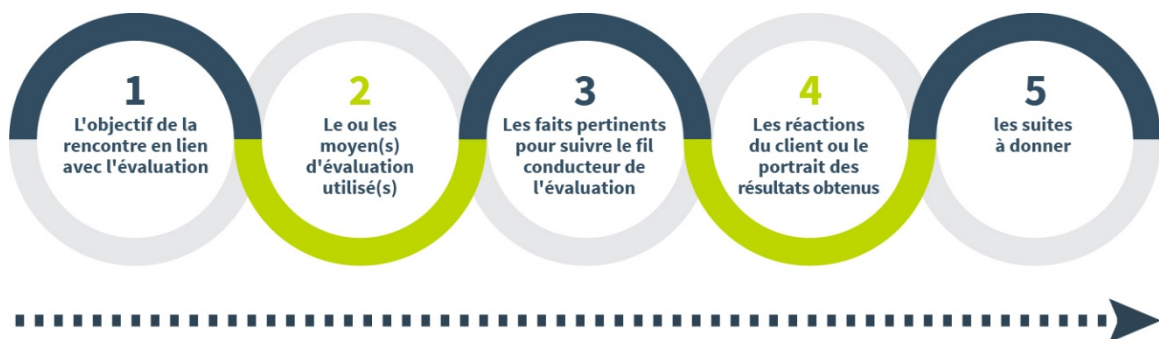 1
L'objectif de la
rencontre en lien
avec l'évaluation
2
Le ou les
moyen(s)
d'évaluation
utilisé(s)
3
Les faits pertinents
pour suivre le fil
conducteur de
l'évaluation
4
Les réactions
du client ou le
portrait des
résultats obtenus
5
les suites
à donner